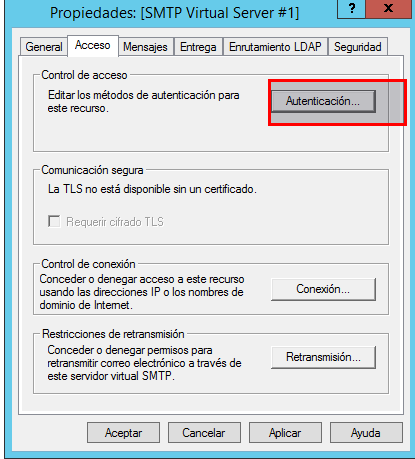 Propiedades: [SMTP Virtual Server #1]
? x
General Acceso Mensajes Entrega Enrutamiento LDAP Seguridad
Control de acceso
Editar los métodos de autenticación para
este recurso.
Autenticación...
Comunicación segura
La TLS no está disponible sin un certificado.
Requerir cifrado TLS
Control de conexión
Conceder o denegar acceso a este recurso
usando las direcciones IP o los nombres de
dominio de Internet.
Conexión...
Restricciones de retransmisión
Conceder o denegar permisos para
retransmitir correo electrónico a través de
este servidor virtual SMTP.
Retransmisión...
Aceptar Cancelar Aplicar Ayuda